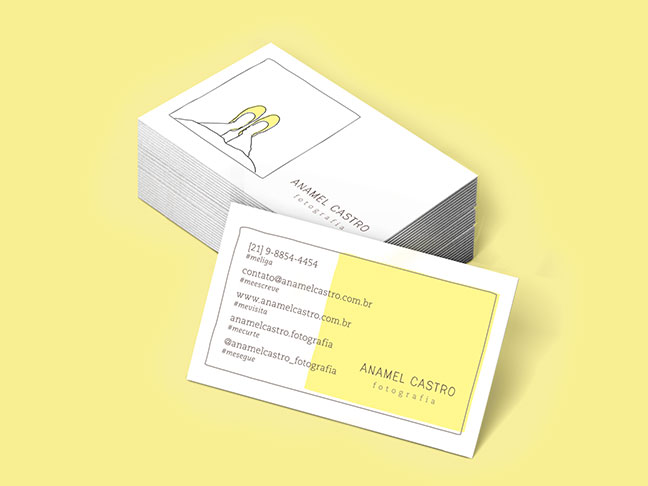 ANAMEL CASTRO
fotografia
[21] 9-8854-4454
#meliga
contato@anamelcastro.com.br
#meescreve
www.anamelcastro.com.br
#mevisita
anamelcastro.fotografia
#mecurte
@anamelcastro_fotografia
#mesegue
ANAMEL CASTRO
fotografia